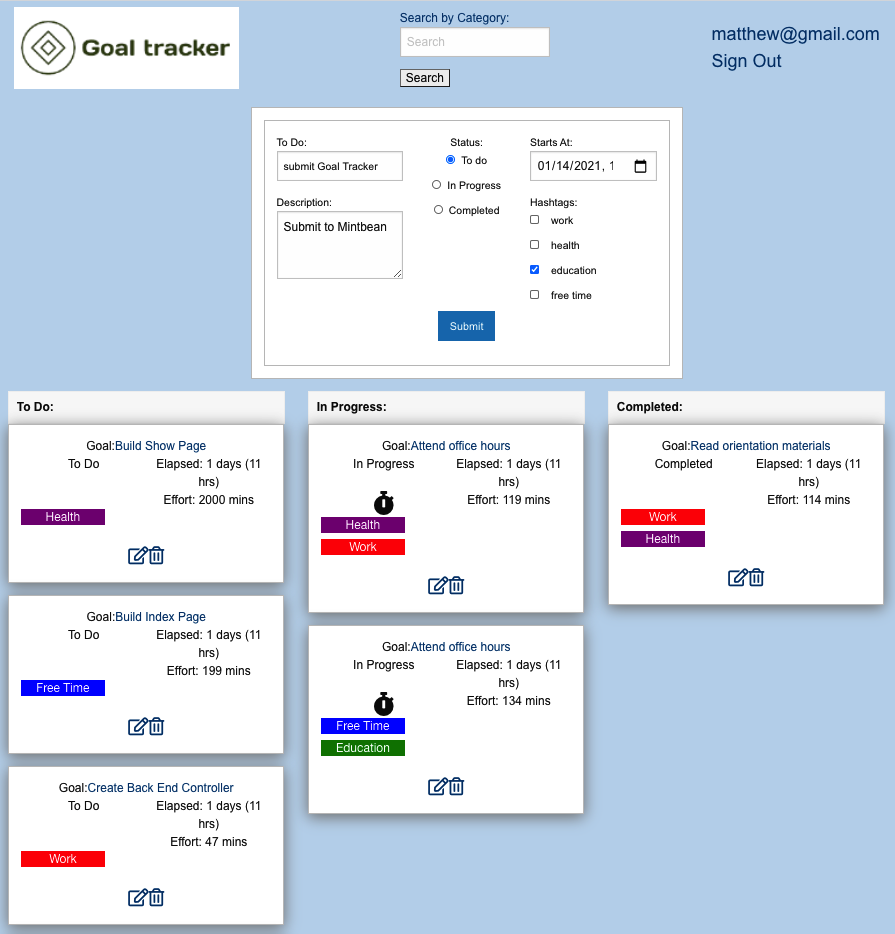 Goal tracker
Search by Category:
Search
Search
matthew@gmail.com
Sign Out
To Do:
submit Goal Tracker
Description:
Submit to Mintbean
Status:
To do
In Progress
Completed
Starts At:
01/14/2021, 1
Hashtags:
work
health
education
free time
Submit
To Do:
Goal:Build Show Page
To Do
Elapsed: 1 days (11
hrs)
Effort: 2000 mins
Health
Goal:Build Index Page
To Do
Elapsed: 1 days (11
hrs)
Effort: 199 mins
Free Time
Goal:Create Back End Controller
To Do
Elapsed: 1 days (11
hrs)
Effort: 47 mins
Work
In Progress:
Goal:Attend office hours
In Progress
Elapsed: 1 days (11
hrs)
Effort: 119 mins
Health
Work
Goal:Attend office hours
In Progress
Elapsed: 1 days (11
hrs)
Effort: 134 mins
Free Time
Education
Completed:
Goal:Read orientation materials
Completed
Elapsed: 1 days (11
hrs)
Effort: 114 mins
Work
Health